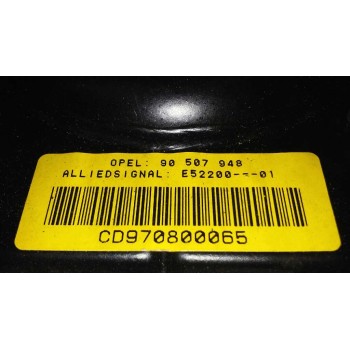 OPEL: 90 507 948
ALLIEDSIGNAL: E52200---01
CD970800065